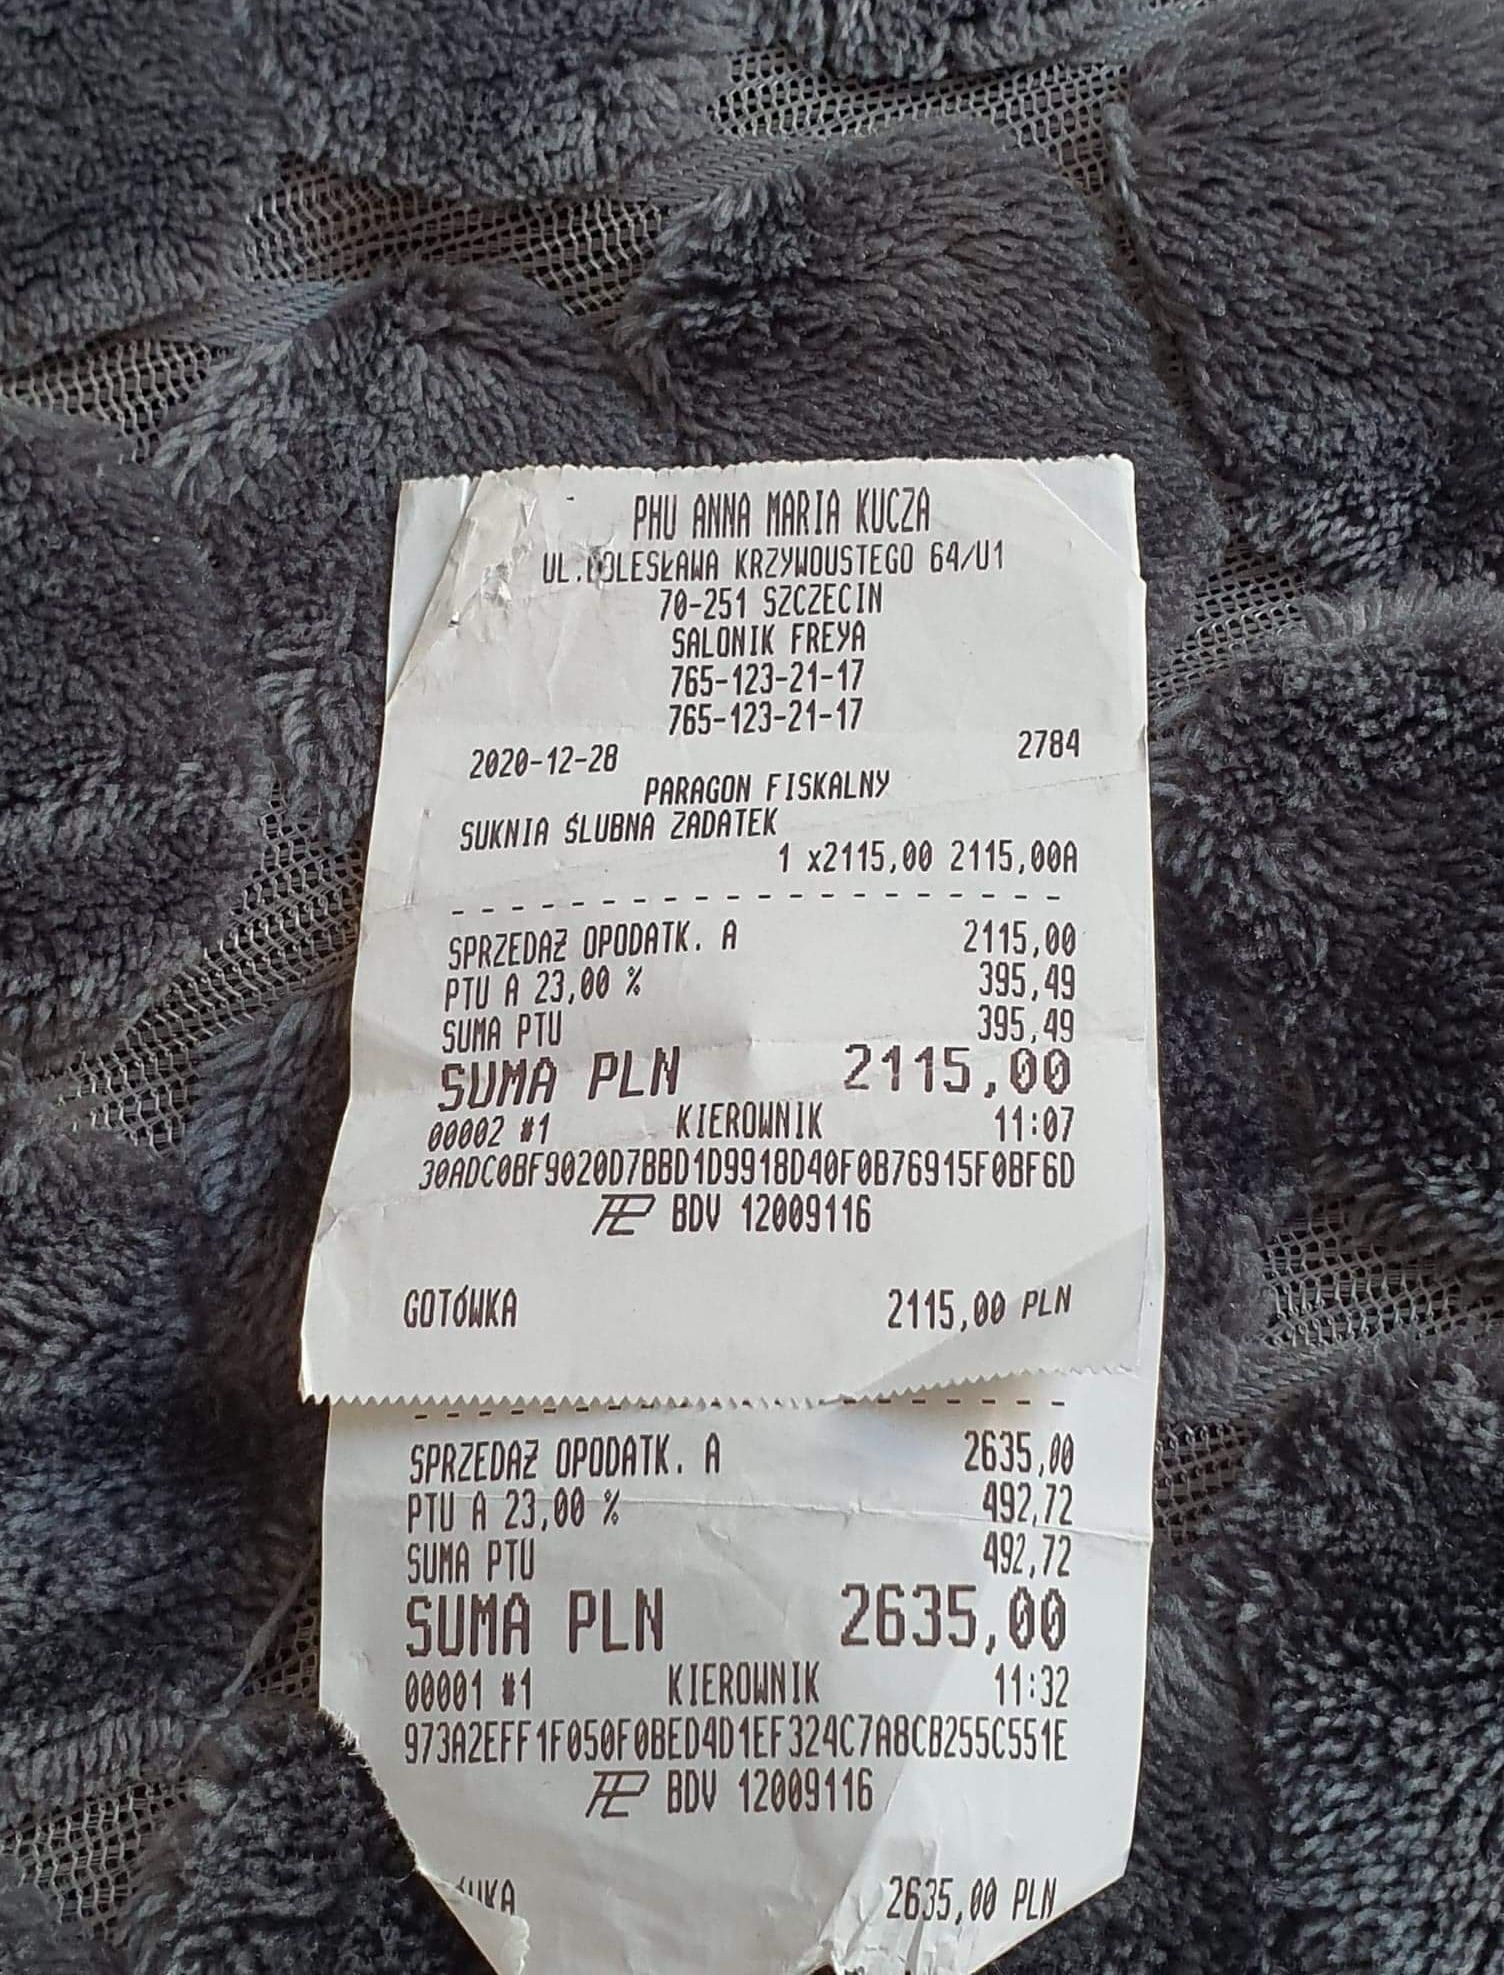 PHU ANNA MARIA KUCZA
UL.BOLESŁAWA KRZYWOUSTEGO 64/U1
70-251 SZCZECIN
SALONIK FREYA
765-123-21-17
765-123-21-17
2020-12-28 2784
PARAGON FISKALNY
SUKNIA ŚLUBNA ZADATEK
1 x2115,00 2115,00A
SPRZEDAŻ OPODATK. A 2115,00
PTU A 23,00 % 395,49
SUMA PTU 395,49
SUMA PLN 2115,00
00002 #1 KIEROWNIK 11:07
30ADC0BF9020D7BBD1D9918D40F0B76915F0BF6D
BDV 12009116
GOTÓWKA 2115,00 PLN
SPRZEDAŻ OPODATK. A 2635,00
PTU A 23,00 % 492,72
SUMA PTU 492,72
SUMA PLN 2635,00
00001 #1 KIEROWNIK 11:32
973A2EFF1F050F0BED4D1EF324C7A8CB255C551E
BDV 12009116
2635,00 PLN